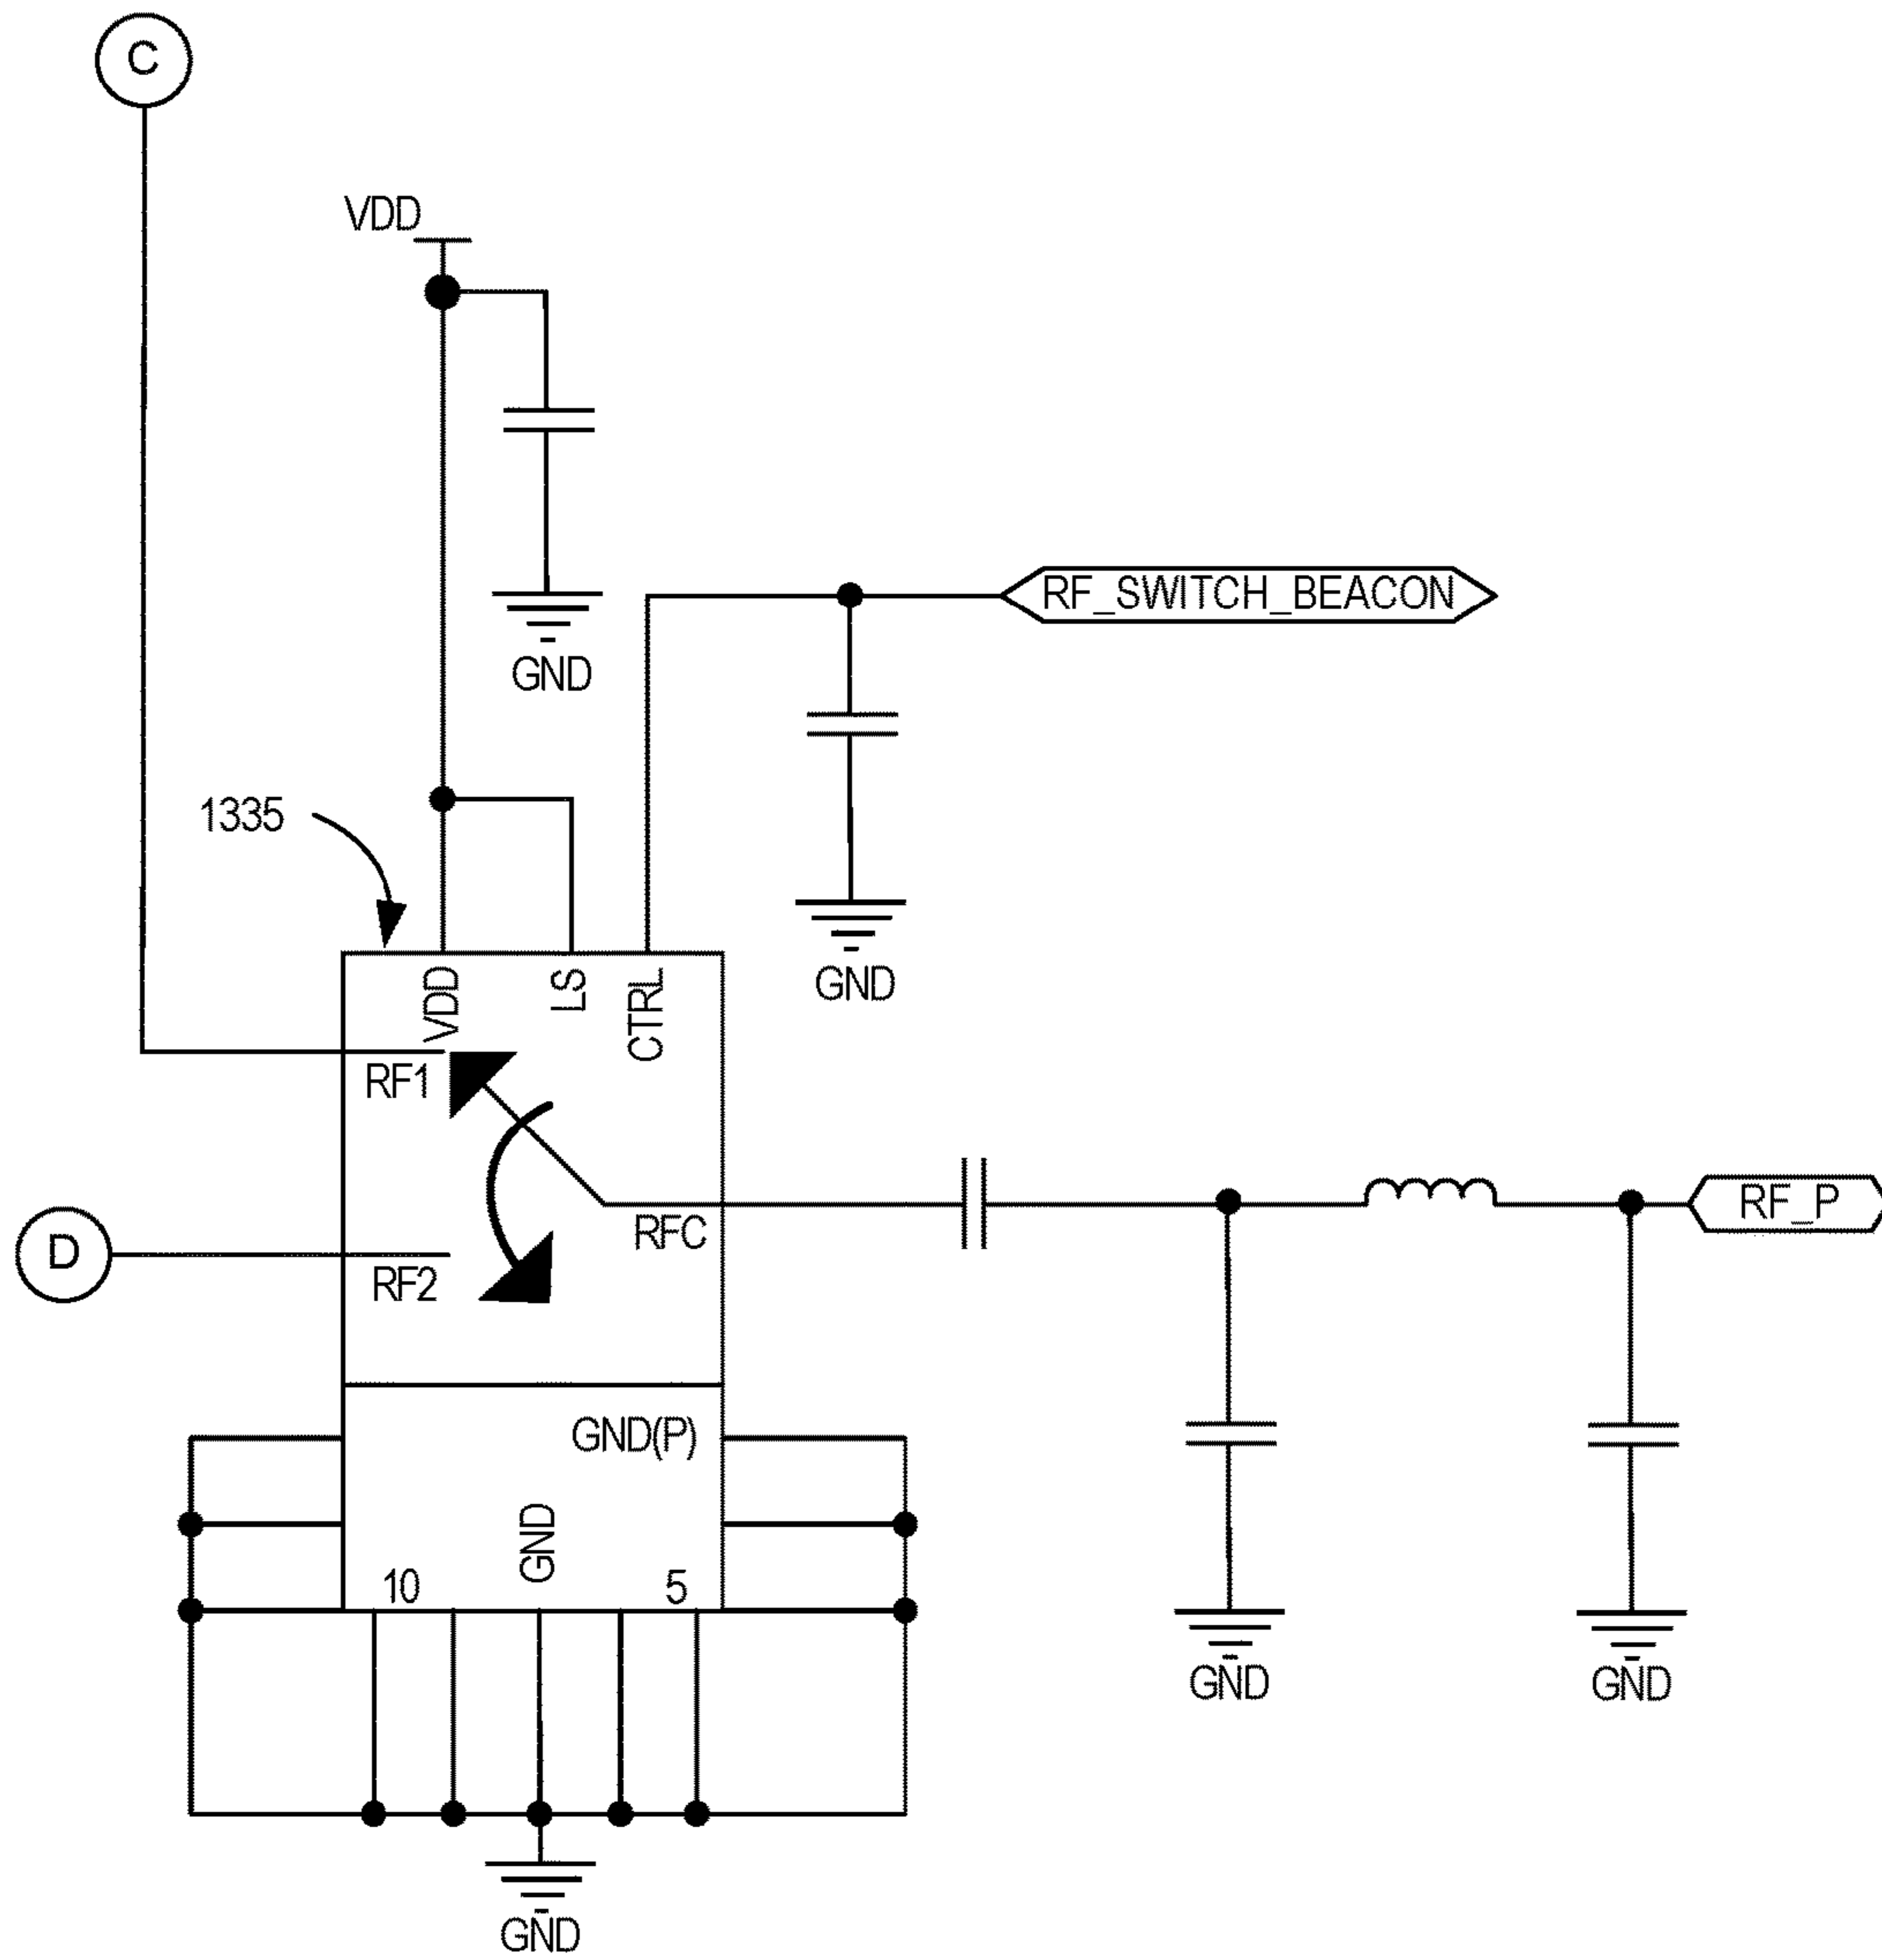 C
VDD
RF_SWITCH_BEACON
GND
1335
VDD
LS
CTRL
GND
RF1
RF_P
RFC
D
RF2
GND(P)
GND
10
5
GND
GND
GND